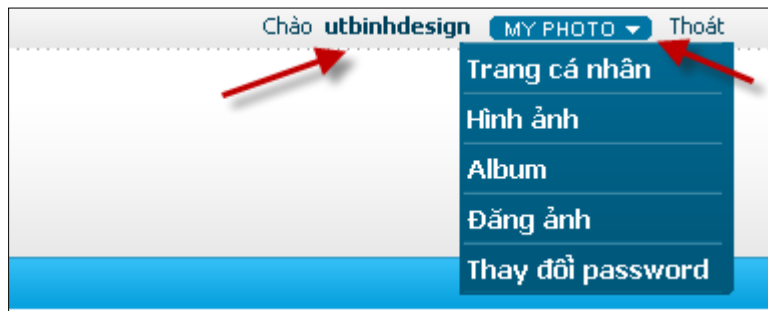 Chào utbinhdesign MY PHOTO Thoát
Trang cá nhân
Hình ảnh
Album
Đăng ảnh
Thay đổi password